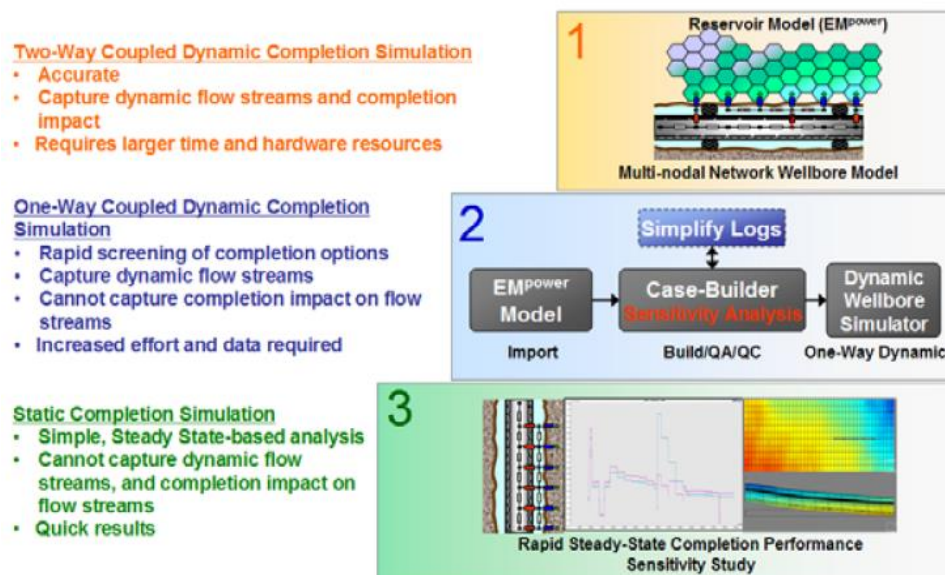 Two-Way Coupled Dynamic Completion Simulation
• Accurate
• Capture dynamic flow streams and completion
impact
• Requires larger time and hardware resources
1
Reservoir Model (EMpower)
Multi-nodal Network Wellbore Model
One-Way Coupled Dynamic Completion
Simulation
• Rapid screening of completion options
• Capture dynamic flow streams
• Cannot capture completion impact on flow
streams
• Increased effort and data required
2
Simplify Logs
EMpower
Model
Case-Builder
Sensitivity Analysis
Dynamic
Wellbore
Simulator
Import
Build/QA/QC
One-Way Dynamic
Static Completion Simulation
• Simple, Steady State-based analysis
• Cannot capture dynamic flow
streams, and completion impact on
flow streams
• Quick results
3
Rapid Steady-State Completion Performance
Sensitivity Study